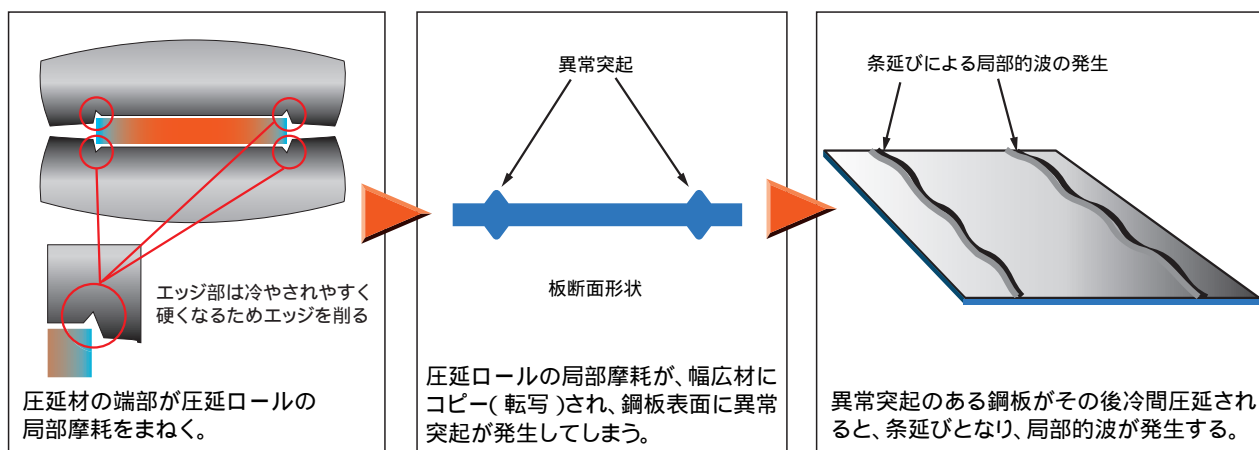 エッジ部は冷やされやすく
硬くなるためエッジを削る
圧延材の端部が圧延ロールの
局部摩耗をまねく。
異常突起
板断面形状
圧延ロールの局部摩耗が、幅広材に
コピー(転写)され、鋼板表面に異常
突起が発生してしまう。
条延びによる局部的波の発生
異常突起のある鋼板がその後冷間圧延され
ると、条延びとなり、局部的波が発生する。